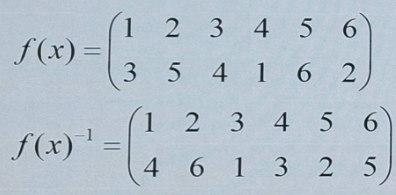 f(x) = (1 2 3 4 5 6
3 5 4 1 6 2)
f(x)⁻¹ = (1 2 3 4 5 6
4 6 1 3 2 5)